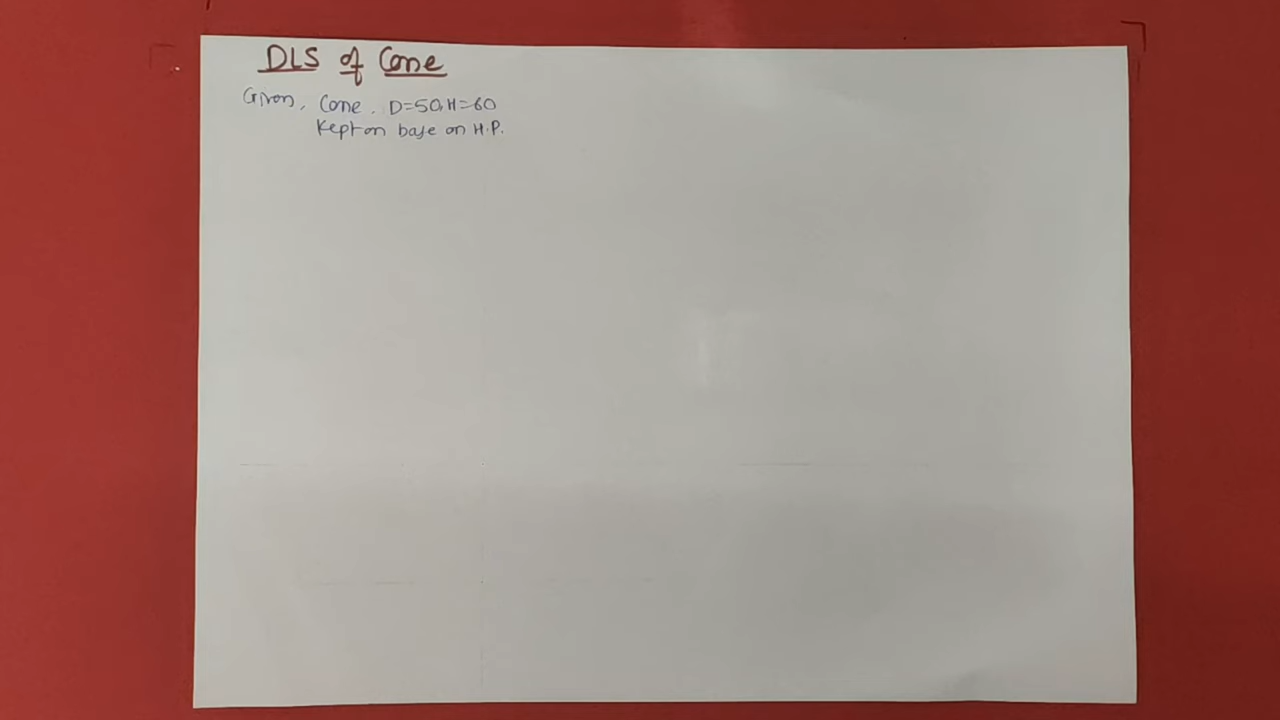 DLS of Cone
Given, Cone. D=50, H=60
Kept on base on H.P.